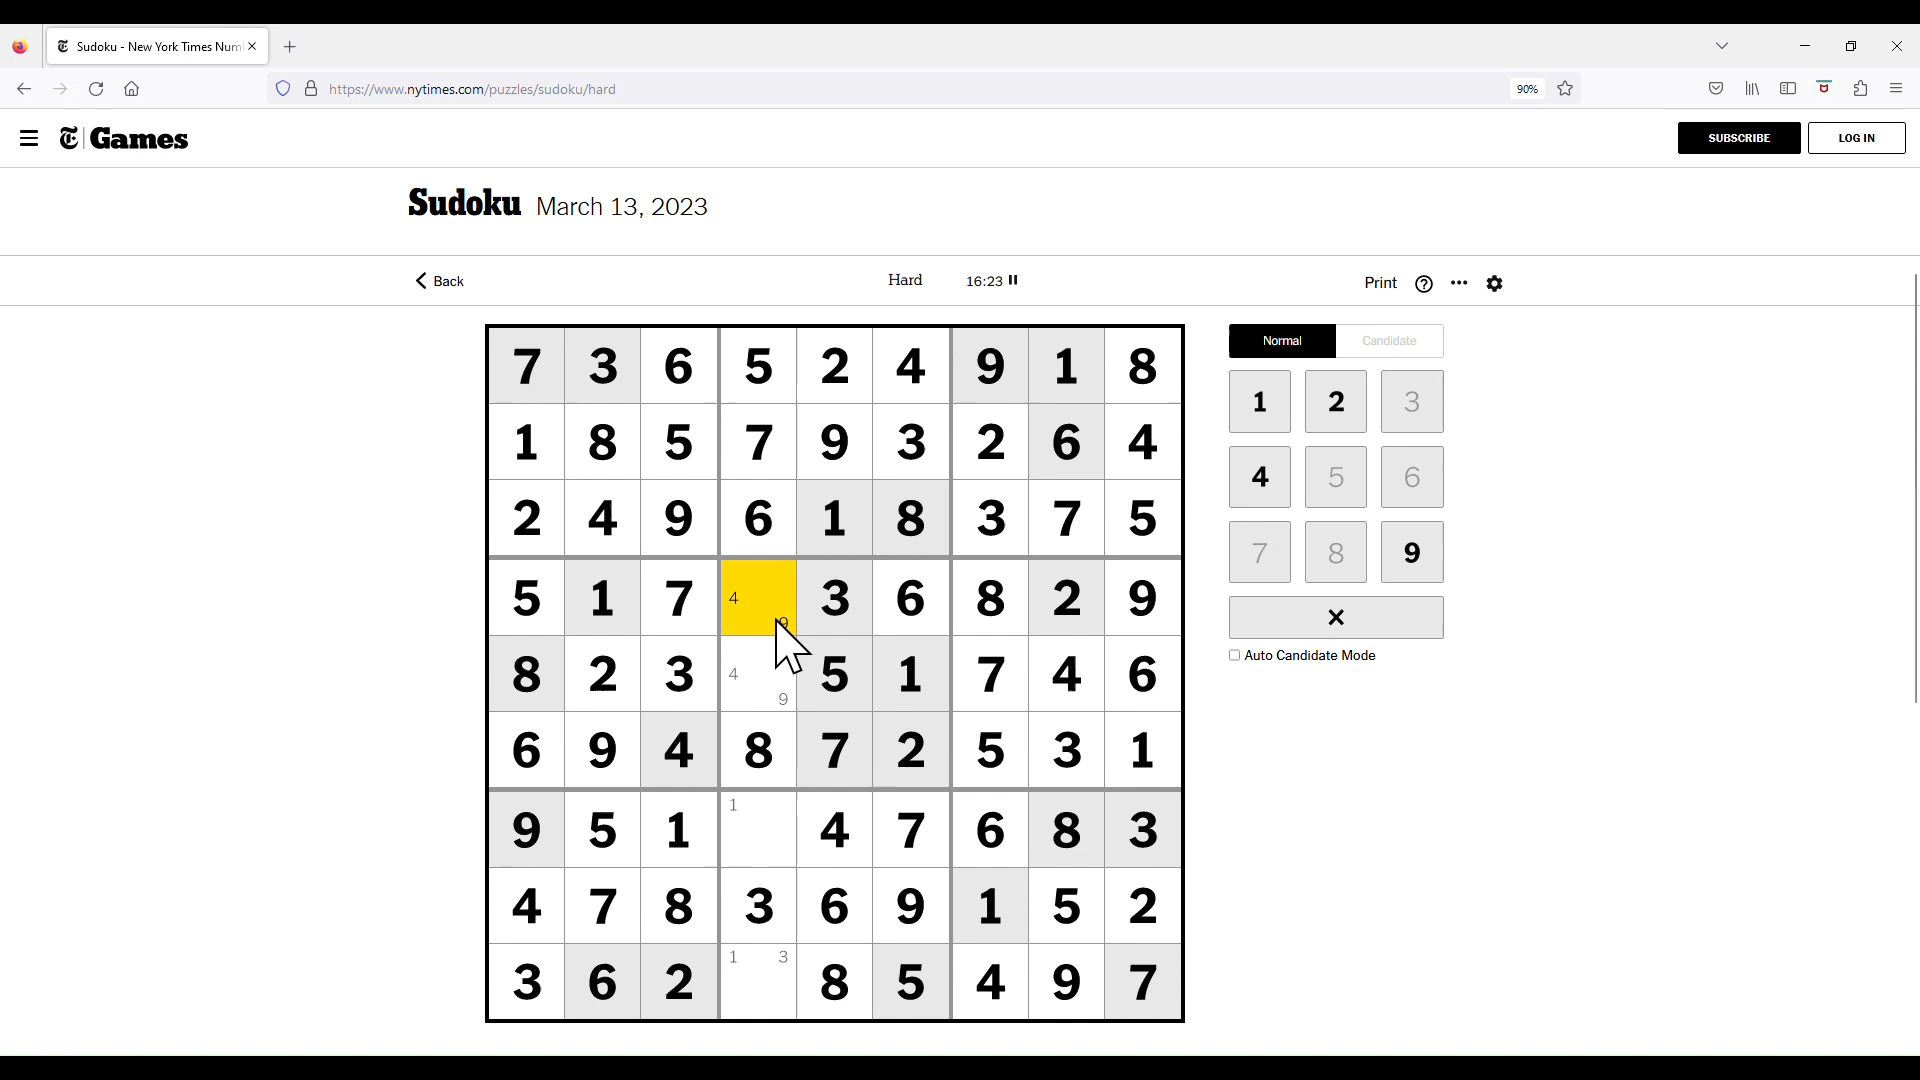 Sudoku - New York Times Num
https://www.nytimes.com/puzzles/sudoku/hard
90%
T Games
SUBSCRIBE
LOG IN
Sudoku March 13, 2023
Back
Hard
16:23
Print
Normal
Candidate
7 3 6 5 2 4 9 1 8
1 8 5 7 9 3 2 6 4
2 4 9 6 1 8 3 7 5
5 1 7 4 9 3 6 8 2 9
8 2 3 4 9 5 1 7 4 6
6 9 4 8 7 2 5 3 1
9 5 1 1 4 7 6 8 3
4 7 8 3 6 9 1 5 2
3 6 2 1 3 8 5 4 9 7
1 2 3
4 5 6
7 8 9
X
Auto Candidate Mode